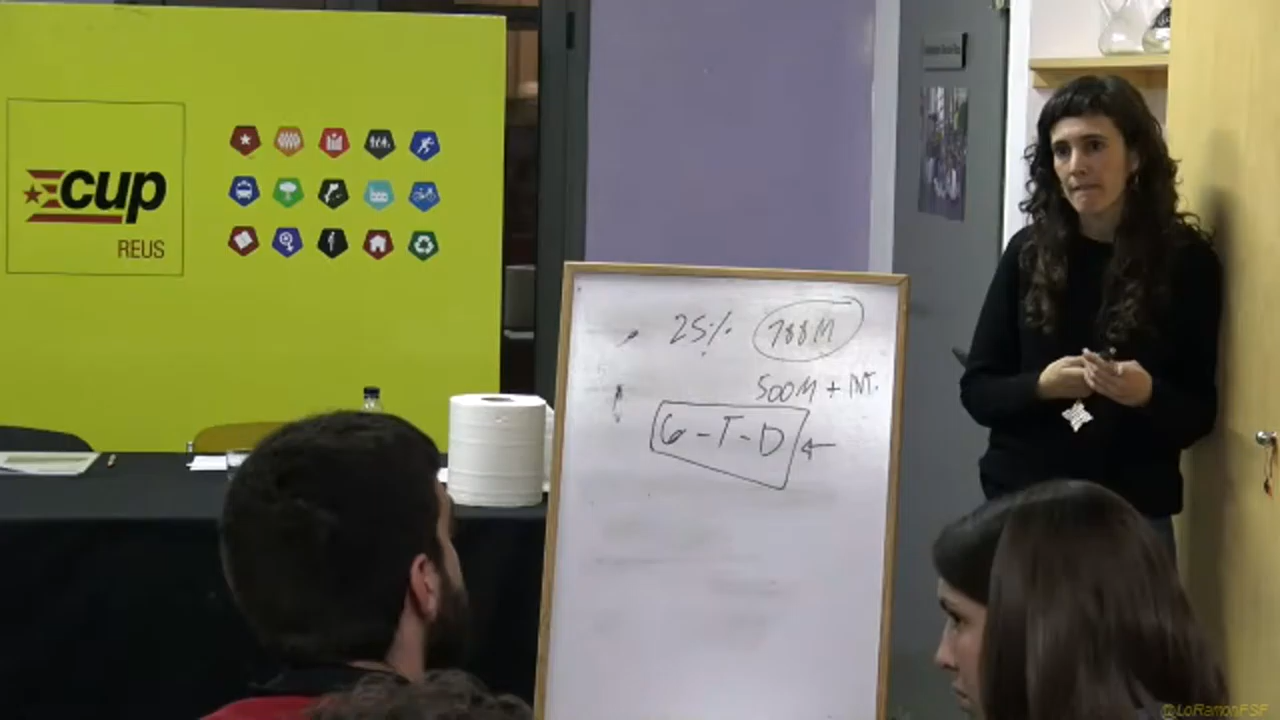 cup
REUS
25% 788M
500M + INT.
G-T-D ←
@LoRamonFSF